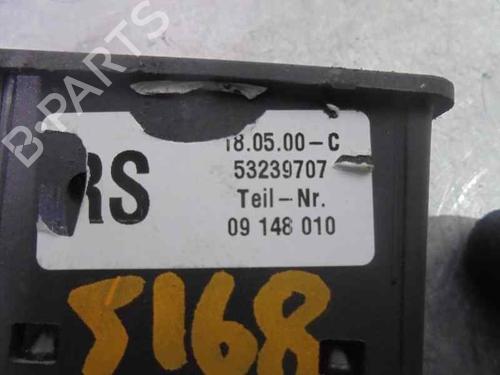 B-PARTS
RS
18.05.00-C
53239707
Teil-Nr.
09 148 010
5168